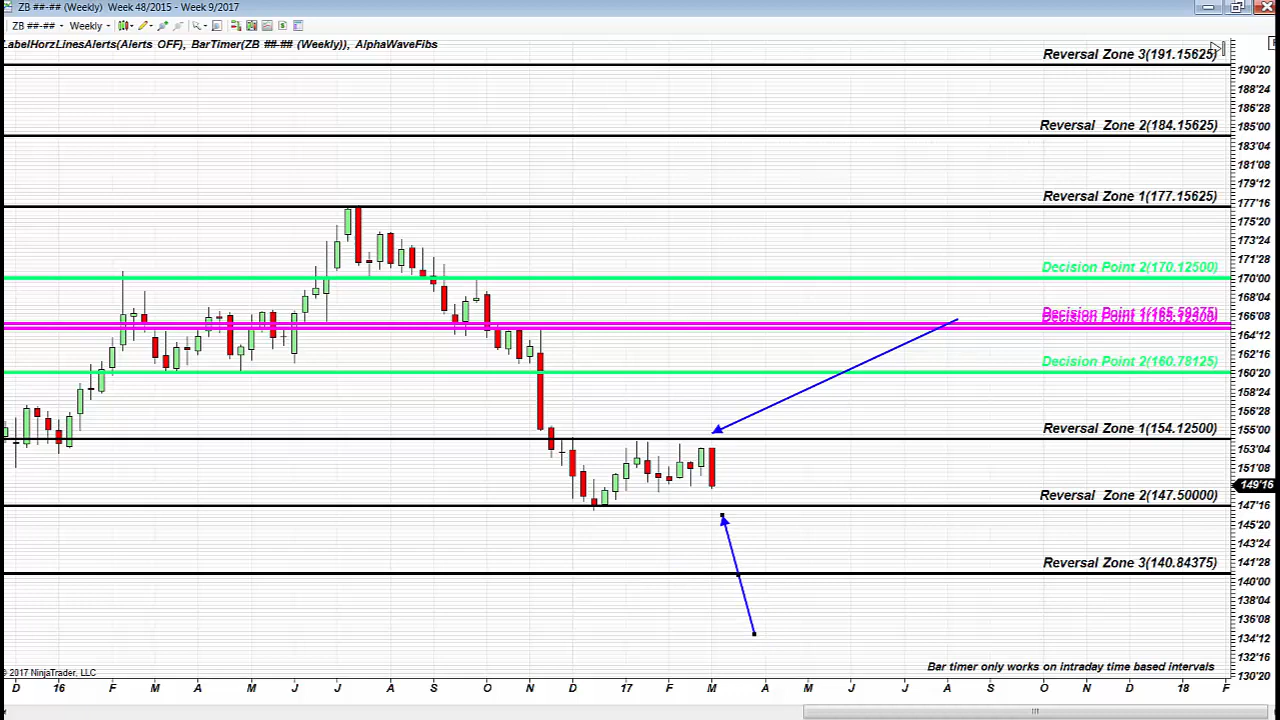 ZB ##-## (Weekly)  Week 48/2015 - Week 9/2017
ZB ##-## Weekly
LabelHorzLinesAlerts(Alerts OFF), BarTimer(ZB ##-## (Weekly)), AlphaWaveFibs
Reversal Zone 3(191.15625)
Reversal  Zone 2(184.15625)
Reversal Zone 1(177.15625)
Decision Point 2(170.12500)
Decision Point 1(165.59375)
Decision Point 2(160.78125)
Reversal Zone 1(154.12500)
Reversal  Zone 2(147.50000)
Reversal Zone 3(140.84375)
190'20
188'24
185'00
183'04
181'08
179'12
177'16
175'20
173'24
171'28
170'00
168'04
166'08
164'12
162'16
160'20
158'24
156'28
155'00
153'04
151'08
149'16
147'16
145'20
143'24
141'28
140'00
138'04
136'08
134'12
132'16
130'20
Bar timer only works on intraday time based intervals
© 2017 NinjaTrader, LLC
D 16 F M A M J J A S O N D 17 F M A M J J A S O N D 18 F